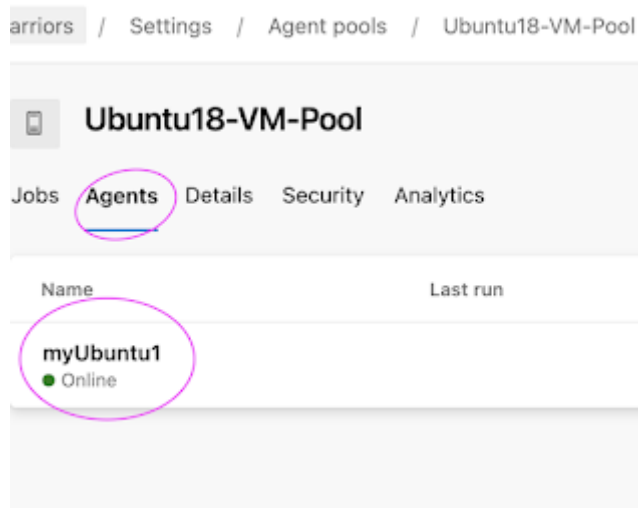 arriors / Settings / Agent pools / Ubuntu18-VM-Pool
Ubuntu18-VM-Pool
Jobs Agents Details Security Analytics
Name Last run
myUbuntu1
Online